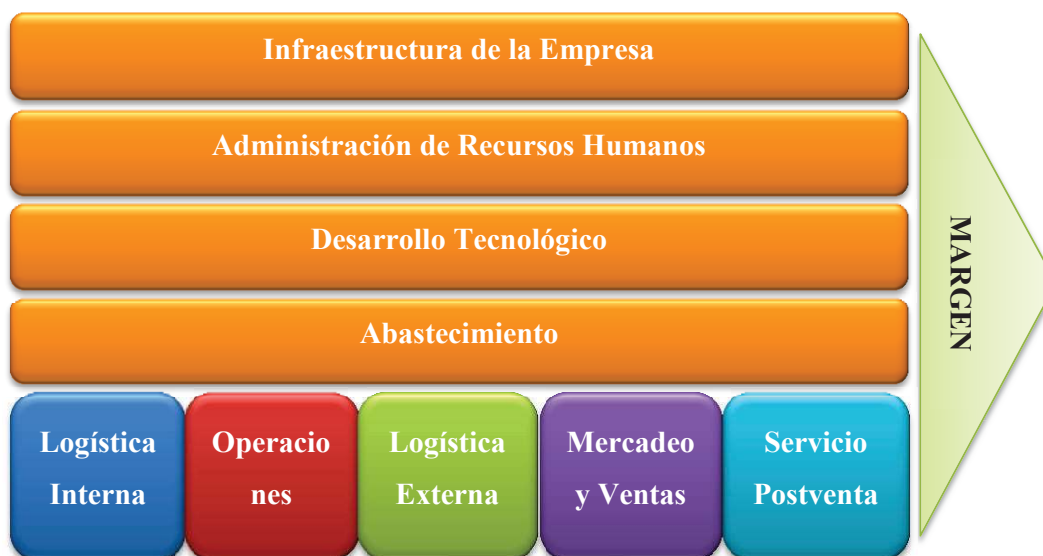 Infraestructura de la Empresa
Administración de Recursos Humanos
Desarrollo Tecnológico
Abastecimiento
MARGEN
Logística
Interna
Operacio
nes
Logística
Externa
Mercadeo
y Ventas
Servicio
Postventa